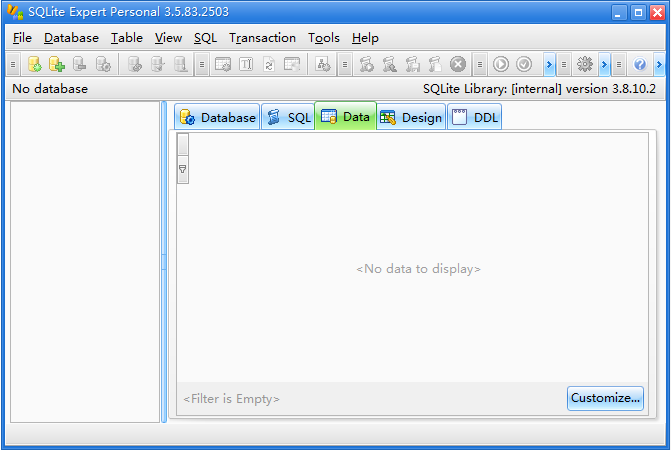 SQLite Expert Personal 3.5.83.2503
File Database Table View SQL Transaction Tools Help
No database SQLite Library: [internal] version 3.8.10.2
Database SQL Data Design DDL
<No data to display>
<Filter is Empty> Customize...